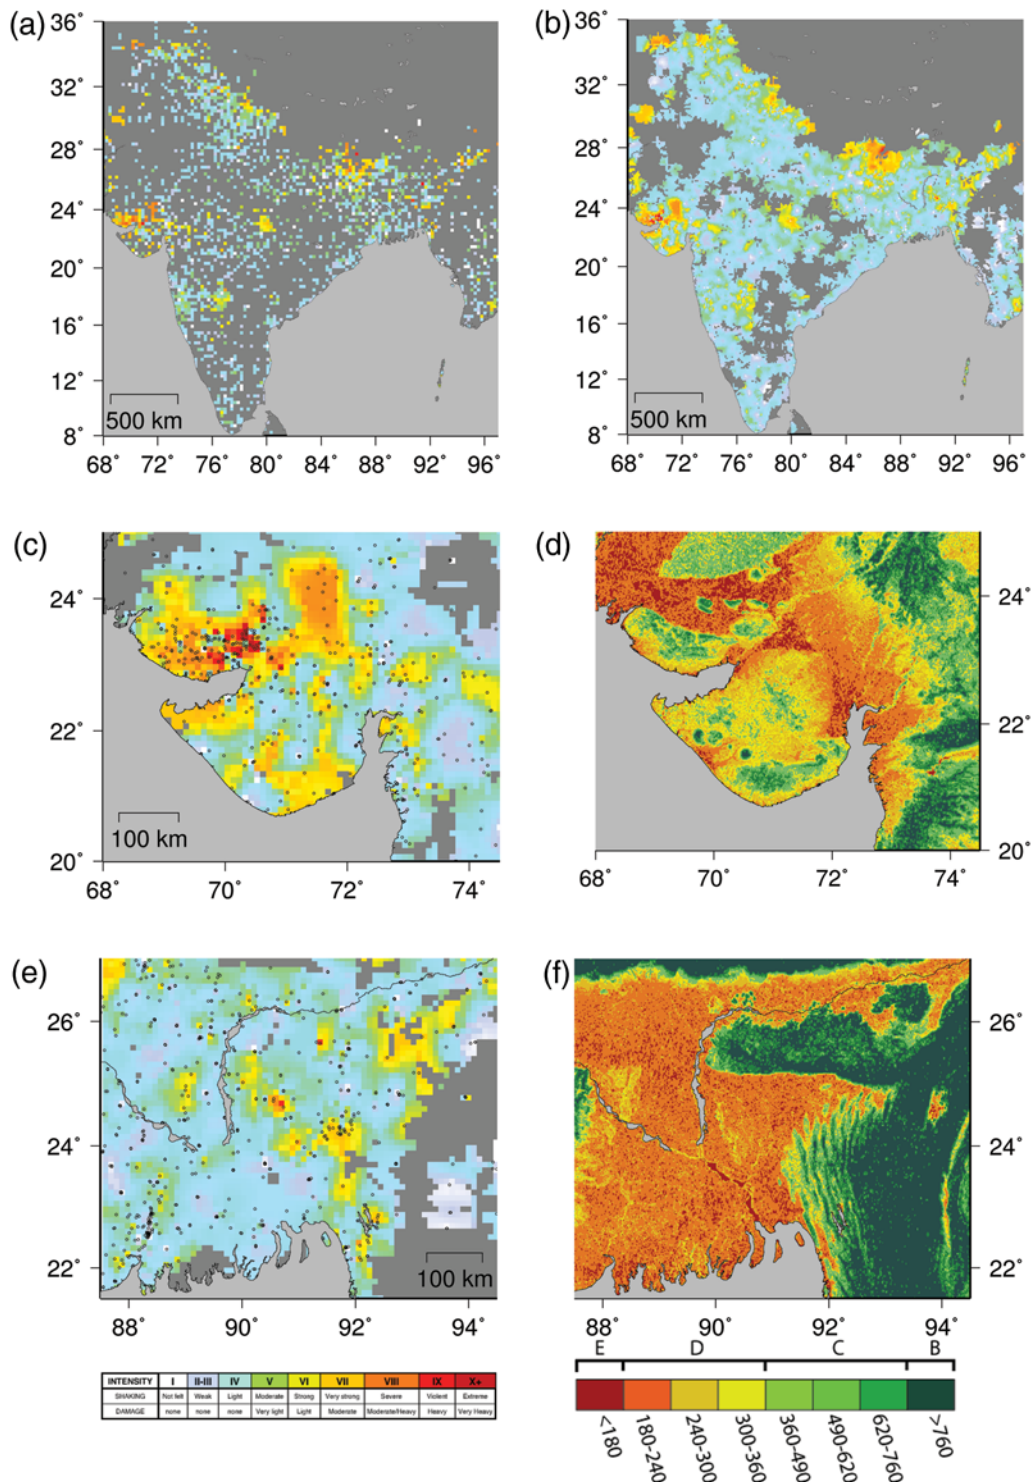 (a)
36˚
32˚
28˚
24˚
20˚
16˚
12˚
8˚
500 km
68˚ 72˚ 76˚ 80˚ 84˚ 88˚ 92˚ 96˚
(b)
36˚
32˚
28˚
24˚
20˚
16˚
12˚
8˚
500 km
68˚ 72˚ 76˚ 80˚ 84˚ 88˚ 92˚ 96˚
(c)
24˚
22˚
20˚
100 km
68˚ 70˚ 72˚ 74˚
(d)
24˚
22˚
20˚
68˚ 70˚ 72˚ 74˚
(e)
26˚
24˚
22˚
100 km
88˚ 90˚ 92˚ 94˚
(f)
26˚
24˚
22˚
88˚ 90˚ 92˚ 94˚
INTENSITY I II-III IV V VI VII VIII IX X+
SHAKING Not felt Weak Light Moderate Strong Very strong Severe Violent Extreme
DAMAGE none none none Very light Light Moderate Moderate/Heavy Heavy Very Heavy
E D C B
<180 180-240 240-300 300-360 360-490 490-620 620-760 >760